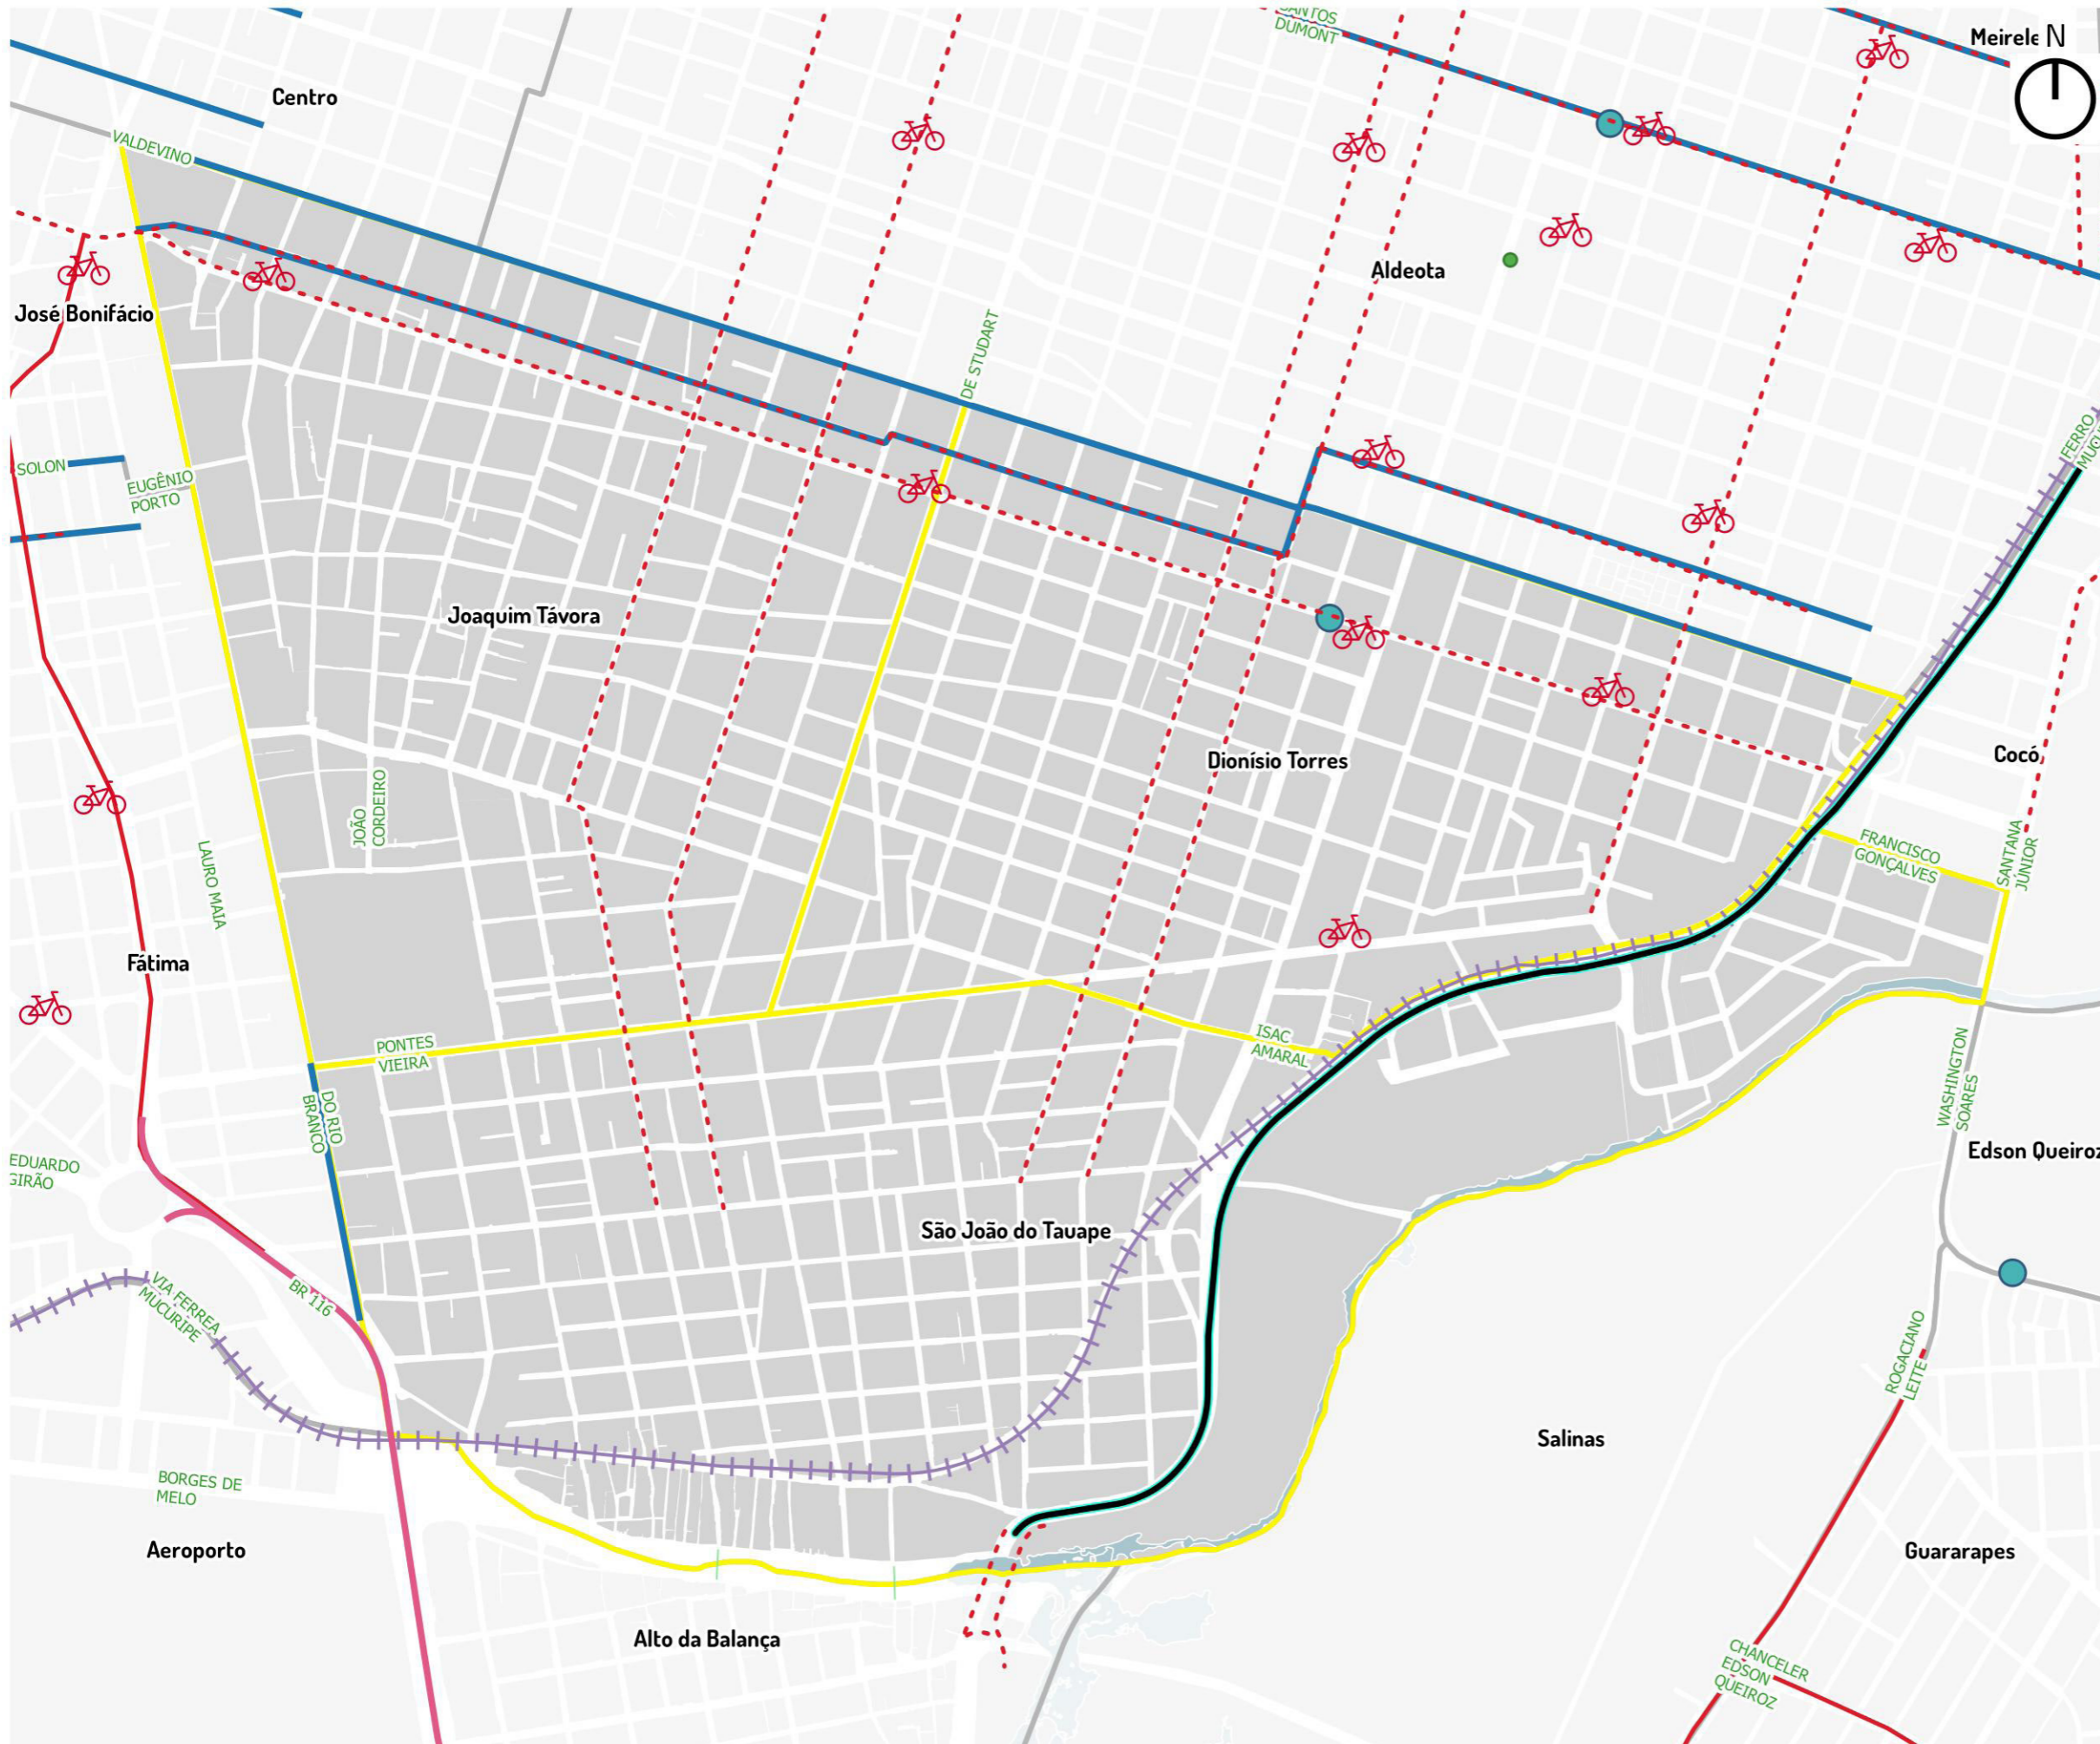 SANTOS
DUMONT
Meirele
N
Centro
VALDEVINO
José Bonifácio
Aldeota
DE STUDART
FERRO
SOLON
EUGÊNIO
PORTO
Joaquim Távora
Dionísio Torres
Cocó
JOÃO
CORDEIRO
LAURO MAIA
FRANCISCO
GONÇALVES
SANTANA
JÚNIOR
Fátima
PONTES
VIEIRA
ISAC
AMARAL
DO RIO
BRANCO
WASHINGTON
SOARES
EDUARDO
GIRÃO
Edson Queiroz
São João do Tauape
VIA FERREA
MUCURIPE
BR 116
ROGACIANO
LEITE
Salinas
BORGES DE
MELO
Aeroporto
Guararapes
Alto da Balança
CHANCELER
EDSON
QUEIROZ